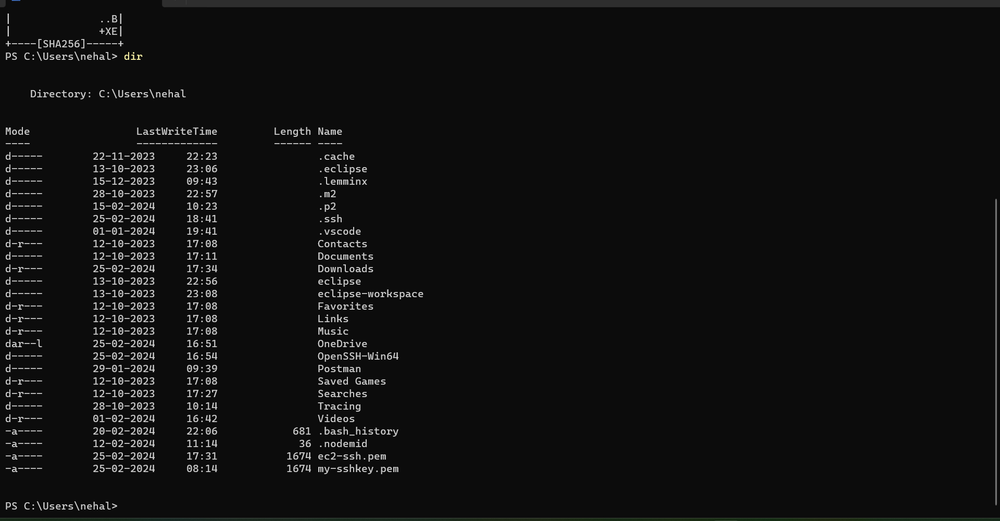 |              ..B|
|              +XE|
+----[SHA256]-----+
PS C:\Users\nehal> dir


    Directory: C:\Users\nehal


Mode                 LastWriteTime         Length Name
----                 -------------         ------ ----
d-----        22-11-2023     22:23                .cache
d-----        13-10-2023     23:06                .eclipse
d-----        15-12-2023     09:43                .lemminx
d-----        28-10-2023     22:57                .m2
d-----        15-02-2024     10:23                .p2
d-----        25-02-2024     18:41                .ssh
d-----        01-01-2024     19:41                .vscode
d-r---        12-10-2023     17:08                Contacts
d-----        12-10-2023     17:11                Documents
d-r---        25-02-2024     17:34                Downloads
d-----        13-10-2023     22:56                eclipse
d-----        13-10-2023     23:08                eclipse-workspace
d-r---        12-10-2023     17:08                Favorites
d-r---        12-10-2023     17:08                Links
d-r---        12-10-2023     17:08                Music
dar--l        25-02-2024     16:51                OneDrive
d-----        25-02-2024     16:54                OpenSSH-Win64
d-----        29-01-2024     09:39                Postman
d-r---        12-10-2023     17:08                Saved Games
d-r---        12-10-2023     17:27                Searches
d-----        28-10-2023     10:14                Tracing
d-r---        01-02-2024     16:42                Videos
-a----        20-02-2024     22:06            681 .bash_history
-a----        12-02-2024     11:14             36 .nodemid
-a----        25-02-2024     17:31           1674 ec2-ssh.pem
-a----        25-02-2024     08:14           1674 my-sshkey.pem


PS C:\Users\nehal>